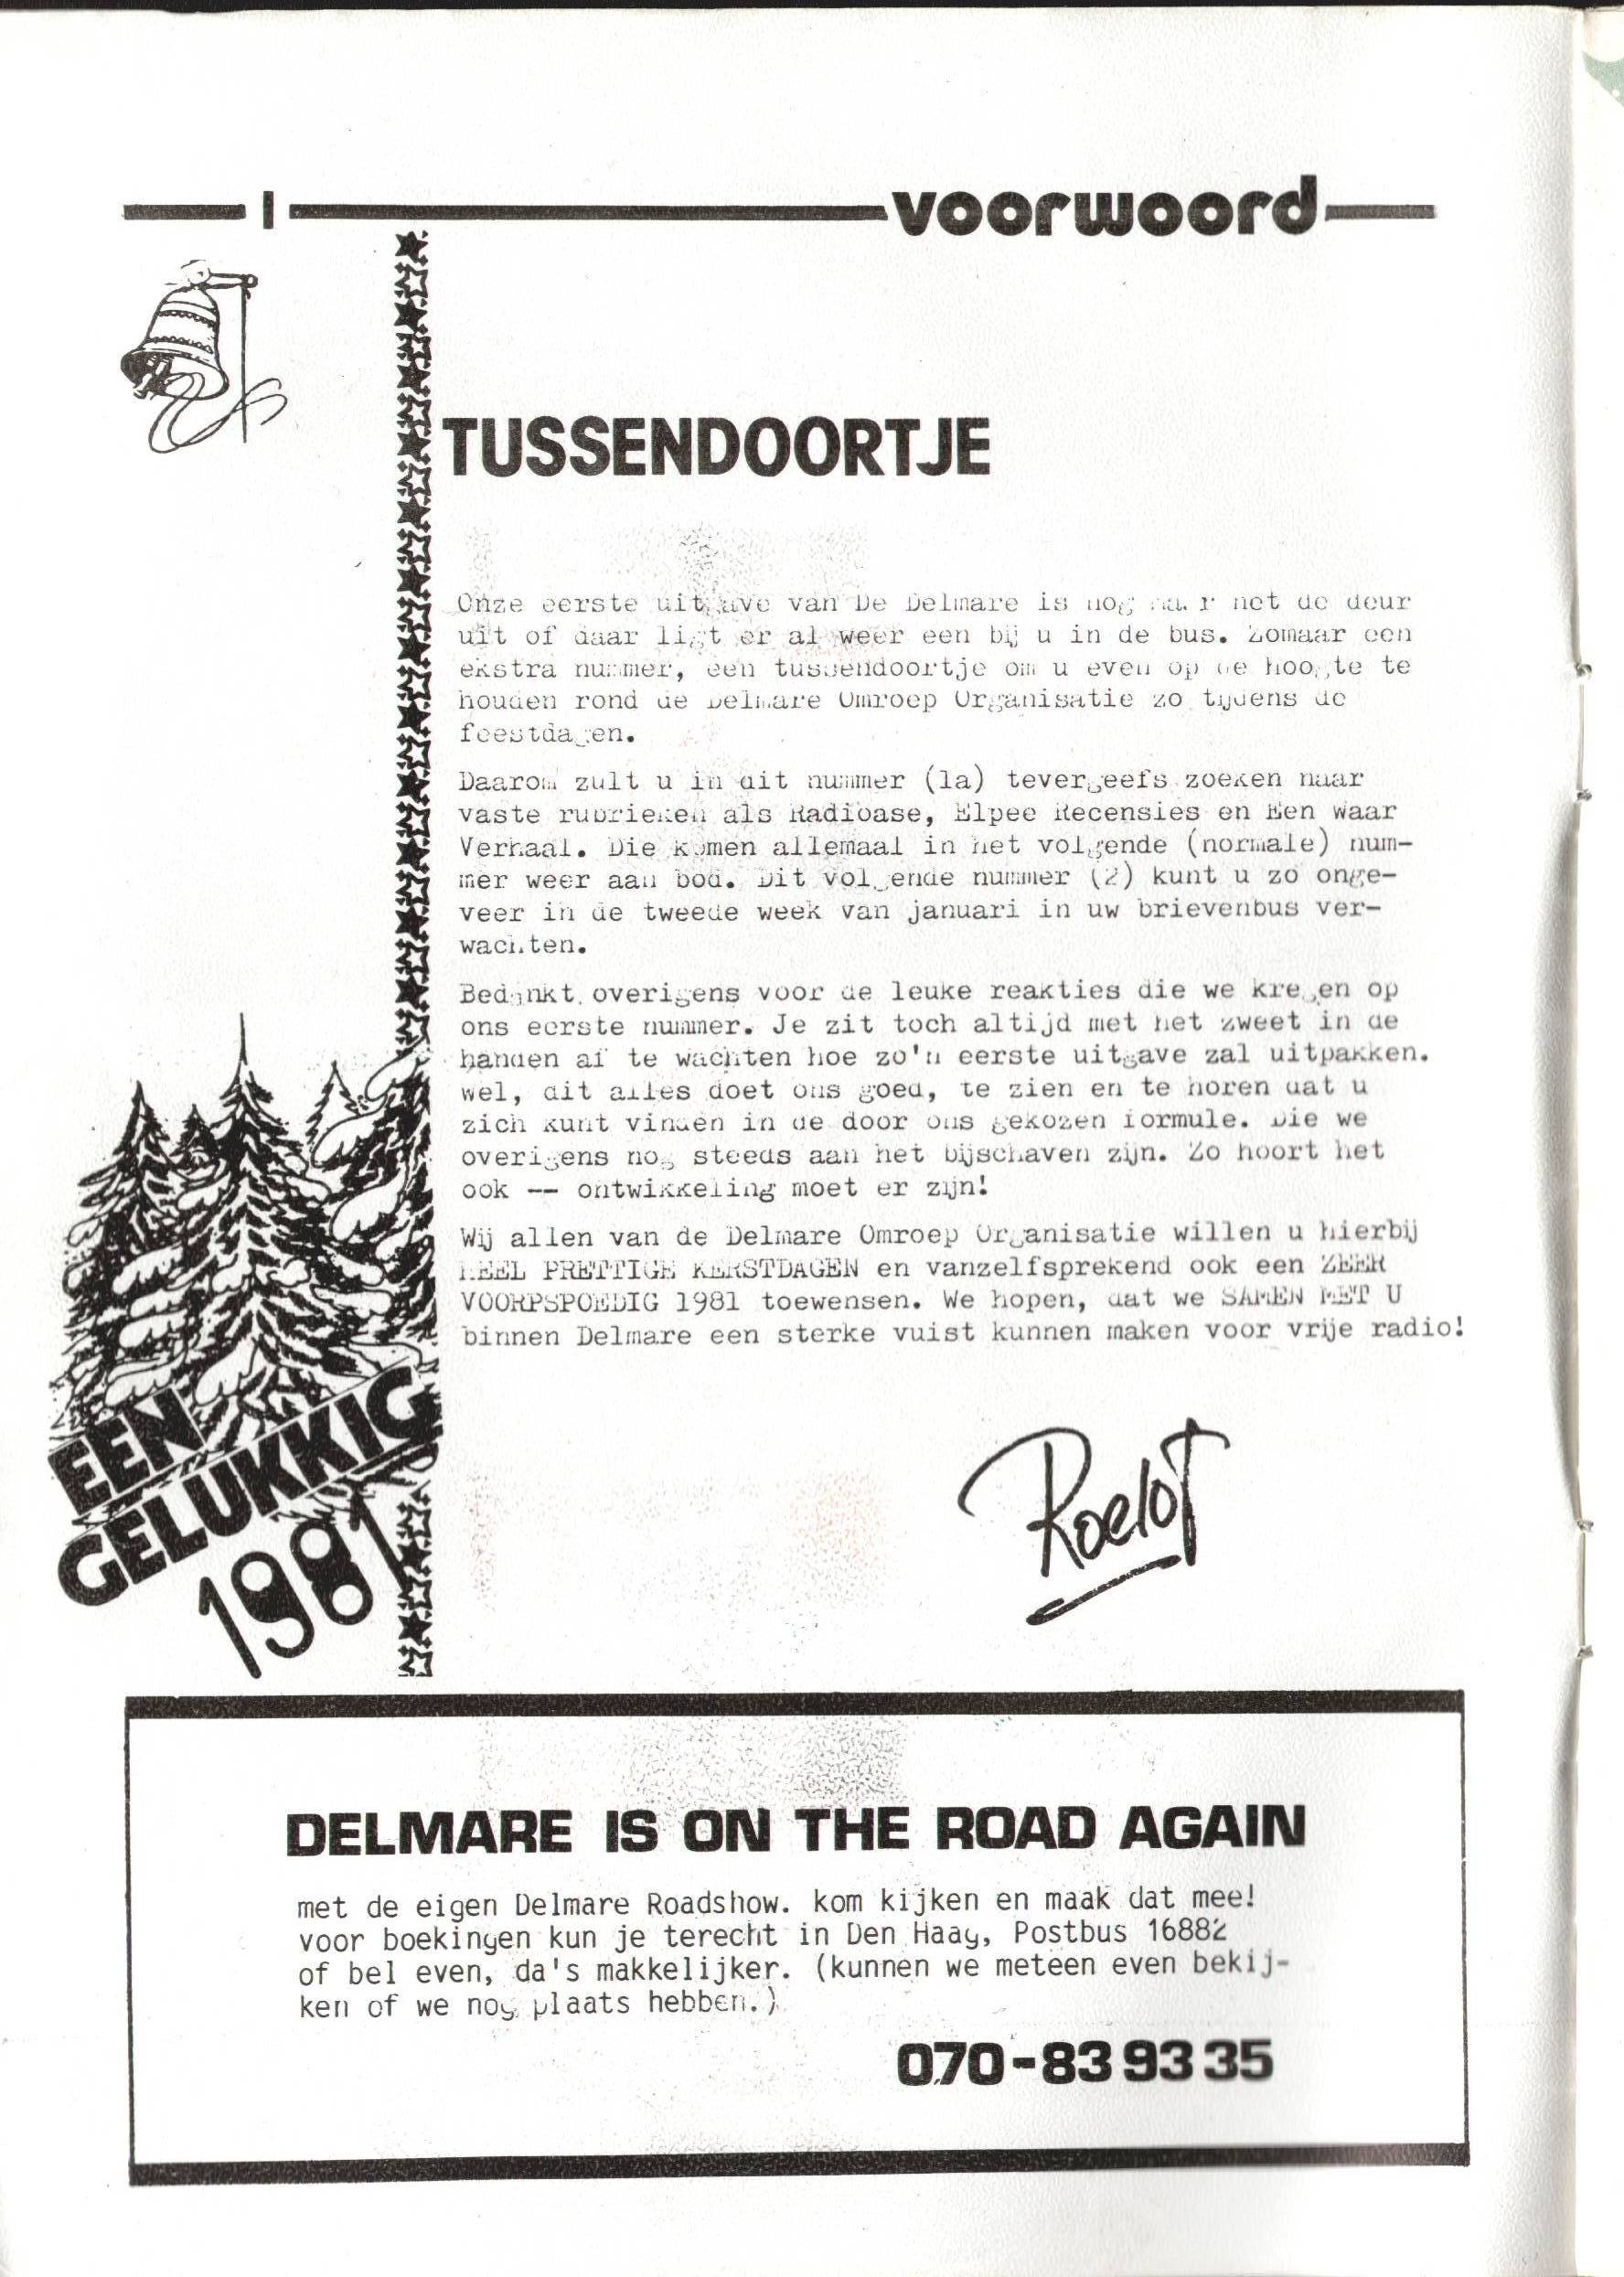 voorwoord
TUSSENDOORTJE
Onze eerste uitgave van De Delmare is nog maar net de deur
uit of daar ligt er al weer een bij u in de bus. Zomaar een
ekstra nummer, een tussendoortje om u even op de hoogte te
houden rond de Delmare Omroep Organisatie zo tijdens de
feestdagen.
Daarom zult u in dit nummer (1a) tevergeefs zoeken naar
vaste rubrieken als Radioase, Elpee Recensies en Een waar
Verhaal. Die komen allemaal in het volgende (normale) num-
mer weer aan bod. Dit volgende nummer (2) kunt u zo onge-
veer in de tweede week van januari in uw brievenbus ver-
wachten.
Bedankt overigens voor de leuke reakties die we kregen op
ons eerste nummer. Je zit toch altijd met het zweet in de
handen af te wachten hoe zo'n eerste uitgave zal uitpakken.
wel, dit alles doet ons goed, te zien en te horen dat u
zich kunt vinden in de door ons gekozen formule. Die we
overigens nog steeds aan het bijschaven zijn. Zo hoort het
ook -- ontwikkeling moet er zijn!
Wij allen van de Delmare Omroep Organisatie willen u hierbij
HEEL PRETTIGE KERSTDAGEN en vanzelfsprekend ook een ZEER
VOORPSPOEDIG 1981 toewensen. We hopen, dat we SAMEN MET U
binnen Delmare een sterke vuist kunnen maken voor vrije radio!
EEN
GELUKKIG
1981
Roelof
DELMARE IS ON THE ROAD AGAIN
met de eigen Delmare Roadshow. kom kijken en maak dat mee!
voor boekingen kun je terecht in Den Haag, Postbus 16882
of bel even, da's makkelijker. (kunnen we meteen even bekij-
ken of we nog plaats hebben.)
070-83 93 35